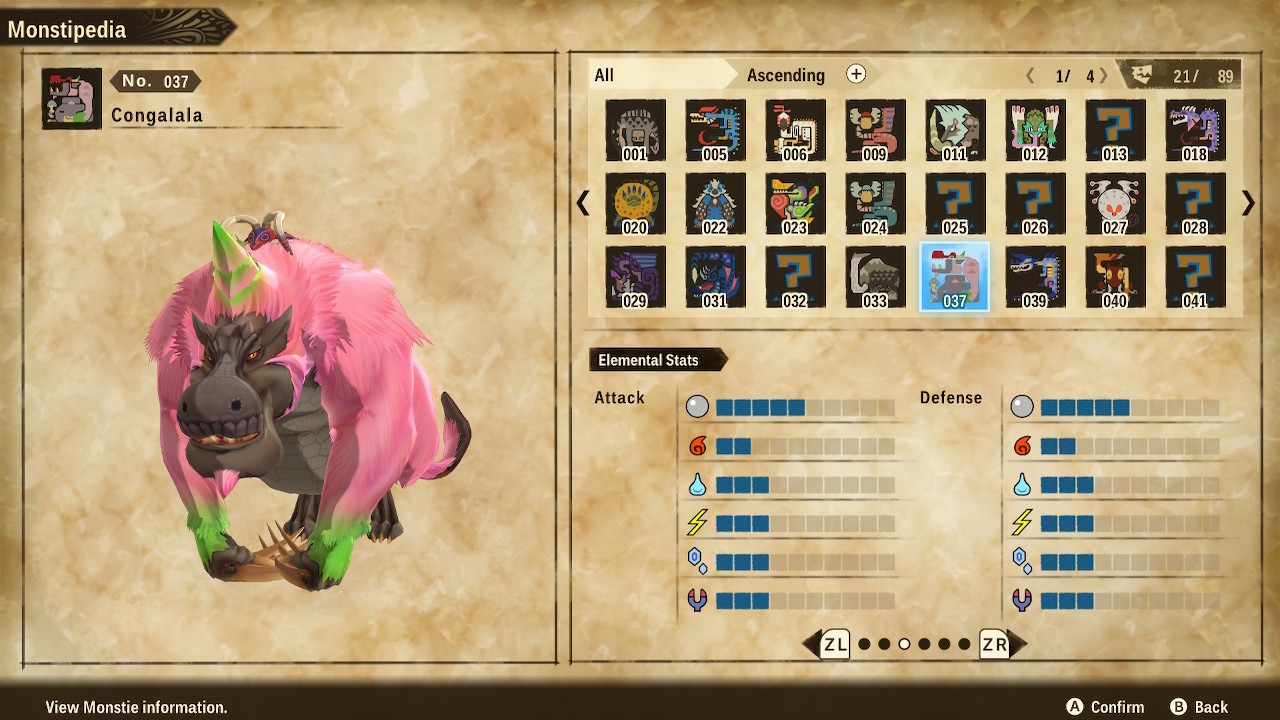 Monstipedia
No. 037
Congalala
All
Ascending
1/ 4
21/ 89
001 005 006 009 011 012 013 018
020 022 023 024 025 026 027 028
029 031 032 033 037 039 040 041
Elemental Stats
Attack
Defense
ZL
ZR
View Monstie information.
A Confirm
B Back